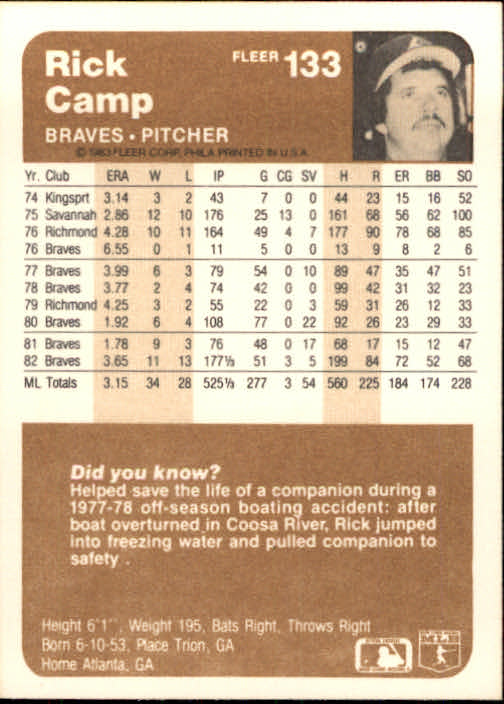 Rick
Camp
FLEER 133
BRAVES • PITCHER
© 1983 FLEER CORP. PHILA PRINTED IN U.S.A.
Yr. Club ERA W L IP G CG SV H R ER BB SO
74 Kingsprt 3.14 3 2 43 7 0 0 44 23 15 16 52
75 Savannah 2.86 12 10 176 25 13 0 161 68 56 62 100
76 Richmond 4.28 10 11 164 49 4 7 177 90 78 68 85
76 Braves 6.55 0 1 11 5 0 0 13 9 8 2 6
77 Braves 3.99 6 3 79 54 0 10 89 47 35 47 51
78 Braves 3.77 2 4 74 42 0 0 99 42 31 32 23
79 Richmond 4.25 3 2 55 22 0 3 59 31 26 12 33
80 Braves 1.92 6 4 108 77 0 22 92 26 23 29 33
81 Braves 1.78 9 3 76 48 0 17 68 17 15 12 47
82 Braves 3.65 11 13 177⅓ 51 3 5 199 84 72 52 68
ML Totals 3.15 34 28 525⅓ 277 3 54 560 225 184 174 228
Did you know?
Helped save the life of a companion during a
1977-78 off-season boating accident: after
boat overturned in Coosa River, Rick jumped
into freezing water and pulled companion to
safety .
Height 6'1", Weight 195, Bats Right, Throws Right
Born 6-10-53, Place Trion, GA
Home Atlanta, GA